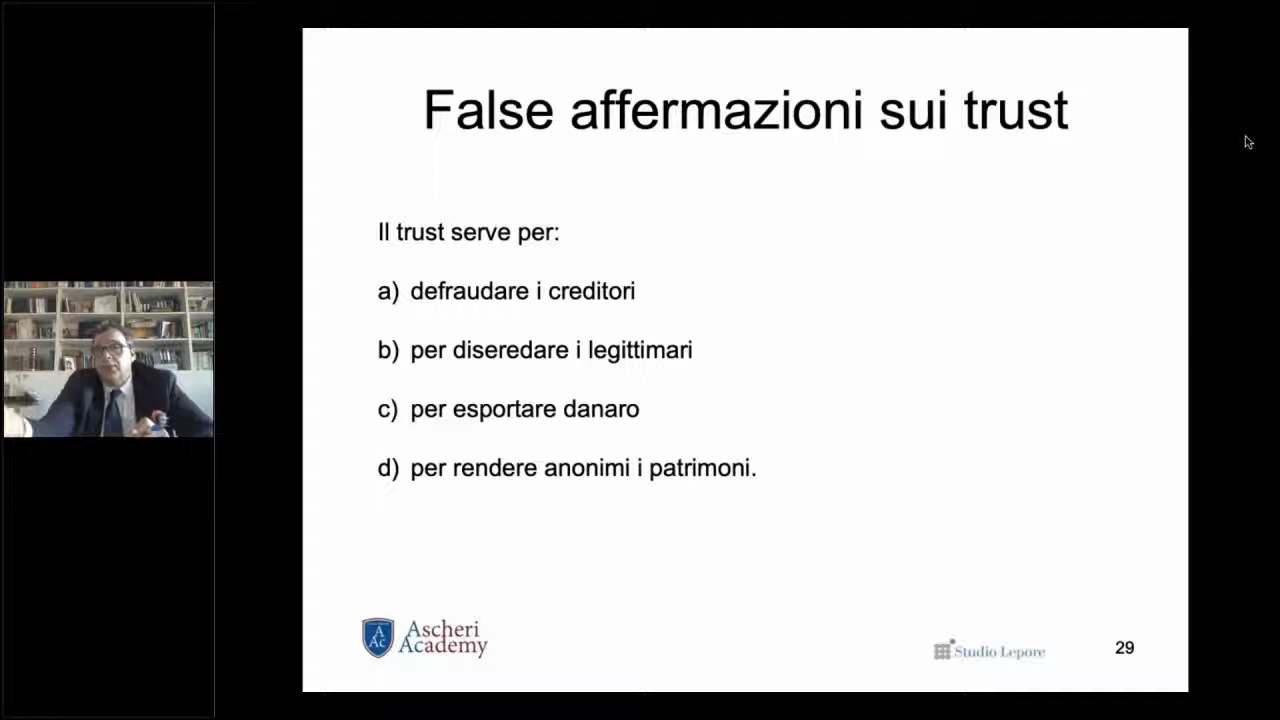 False affermazioni sui trust
Il trust serve per:
a) defraudare i creditori
b) per diseredare i legittimari
c) per esportare danaro
d) per rendere anonimi i patrimoni.
A
Ac
Ascheri
Academy
Studio Lepore
29